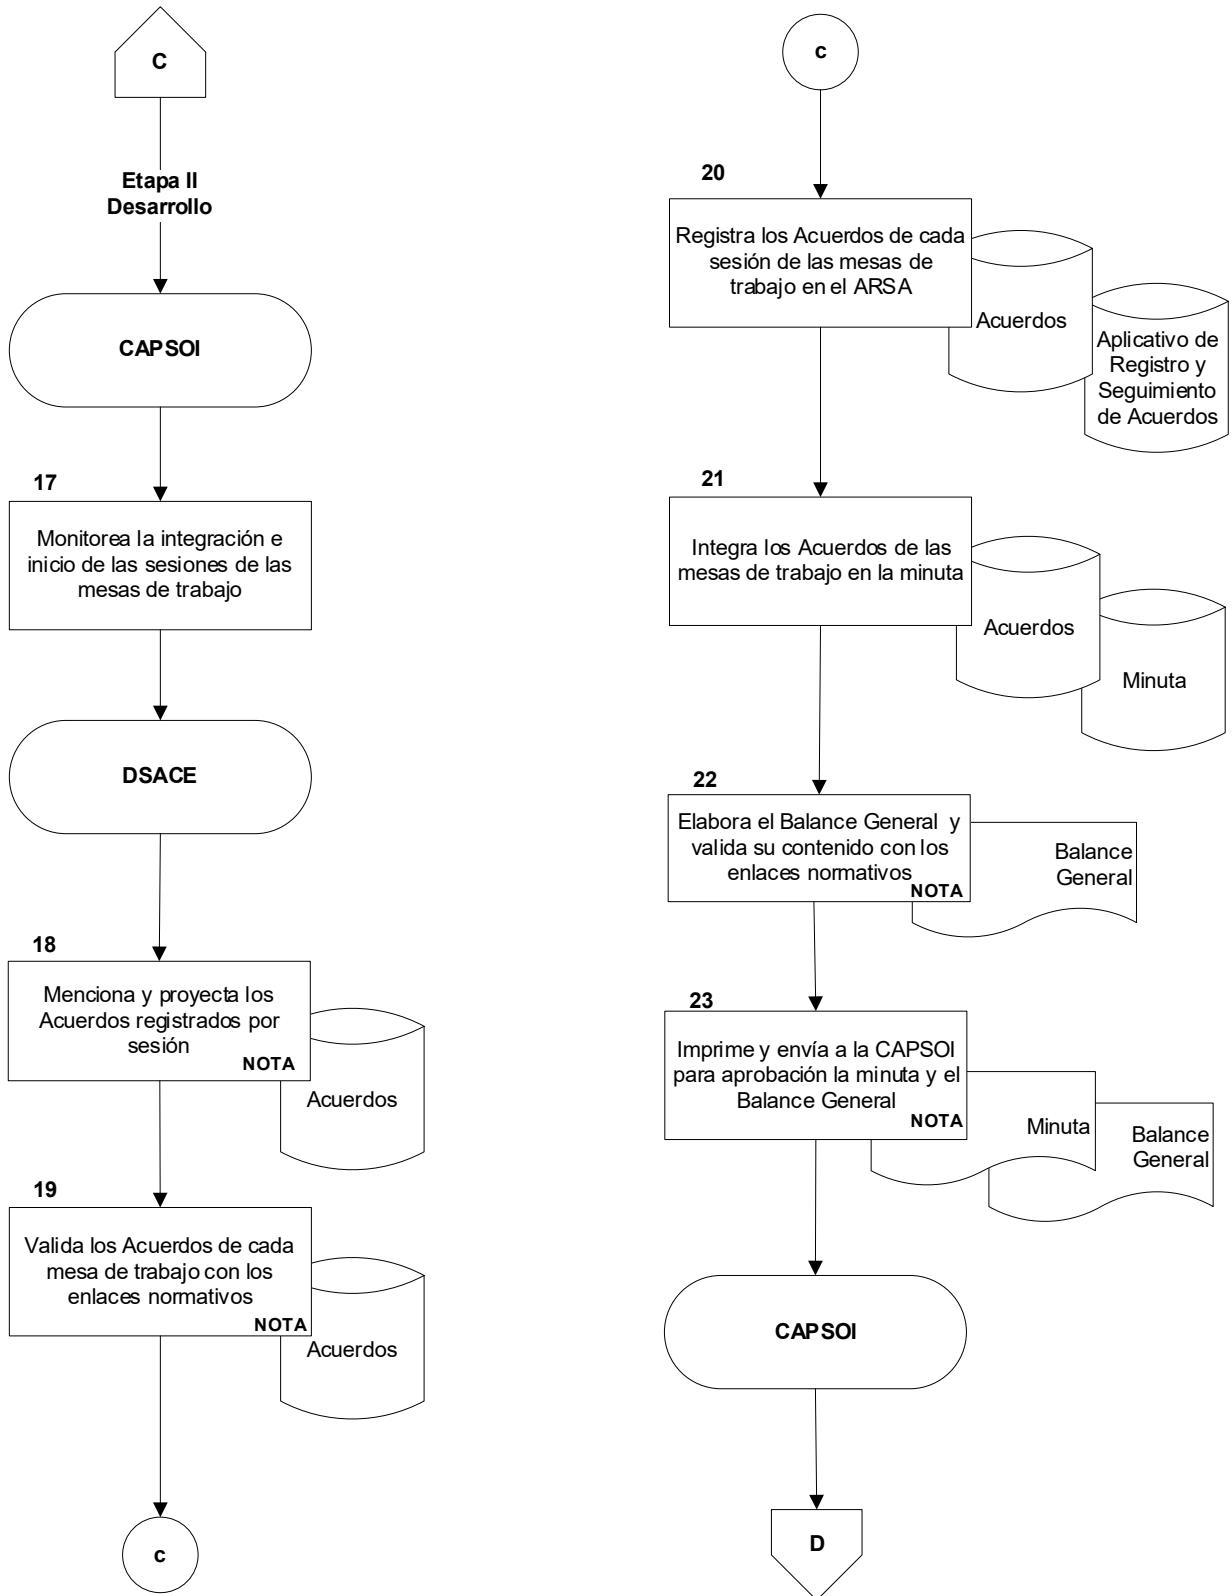 C
Etapa II
Desarrollo
CAPSOI
17
Monitorea la integración e
inicio de las sesiones de las
mesas de trabajo
DSACE
18
Menciona y proyecta los
Acuerdos registrados por
sesión
NOTA
Acuerdos
19
Valida los Acuerdos de cada
mesa de trabajo con los
enlaces normativos
NOTA
Acuerdos
c
c
20
Registra los Acuerdos de cada
sesión de las mesas de
trabajo en el ARSA
Acuerdos
Aplicativo de
Registro y
Seguimiento
de Acuerdos
21
Integra los Acuerdos de las
mesas de trabajo en la minuta
Acuerdos
Minuta
22
Elabora el Balance General y
valida su contenido con los
enlaces normativos
NOTA
Balance
General
23
Imprime y envía a la CAPSOI
para aprobación la minuta y el
Balance General
NOTA
Minuta
Balance
General
CAPSOI
D